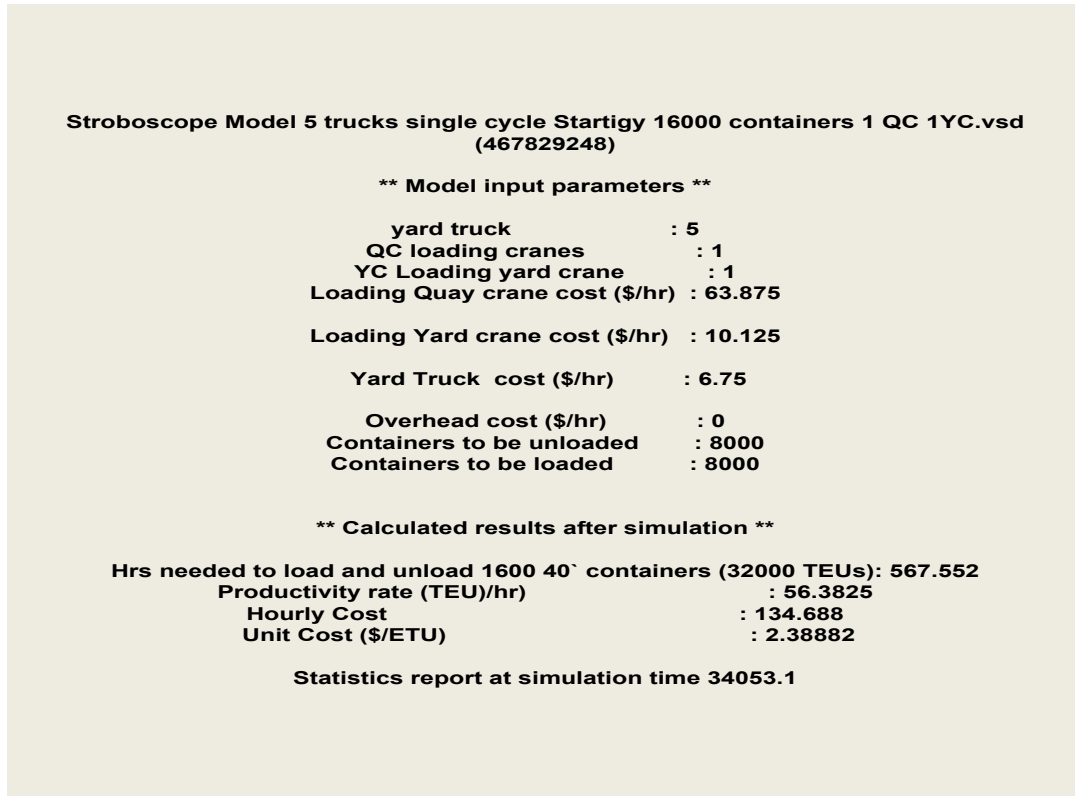 Stroboscope Model 5 trucks single cycle Startigy 16000 containers 1 QC 1YC.vsd
(467829248)
** Model input parameters **
yard truck : 5
QC loading cranes : 1
YC Loading yard crane : 1
Loading Quay crane cost ($/hr) : 63.875
Loading Yard crane cost ($/hr) : 10.125
Yard Truck cost ($/hr) : 6.75
Overhead cost ($/hr) : 0
Containers to be unloaded : 8000
Containers to be loaded : 8000
** Calculated results after simulation **
Hrs needed to load and unload 1600 40` containers (32000 TEUs): 567.552
Productivity rate (TEU)/hr) : 56.3825
Hourly Cost : 134.688
Unit Cost ($/ETU) : 2.38882
Statistics report at simulation time 34053.1